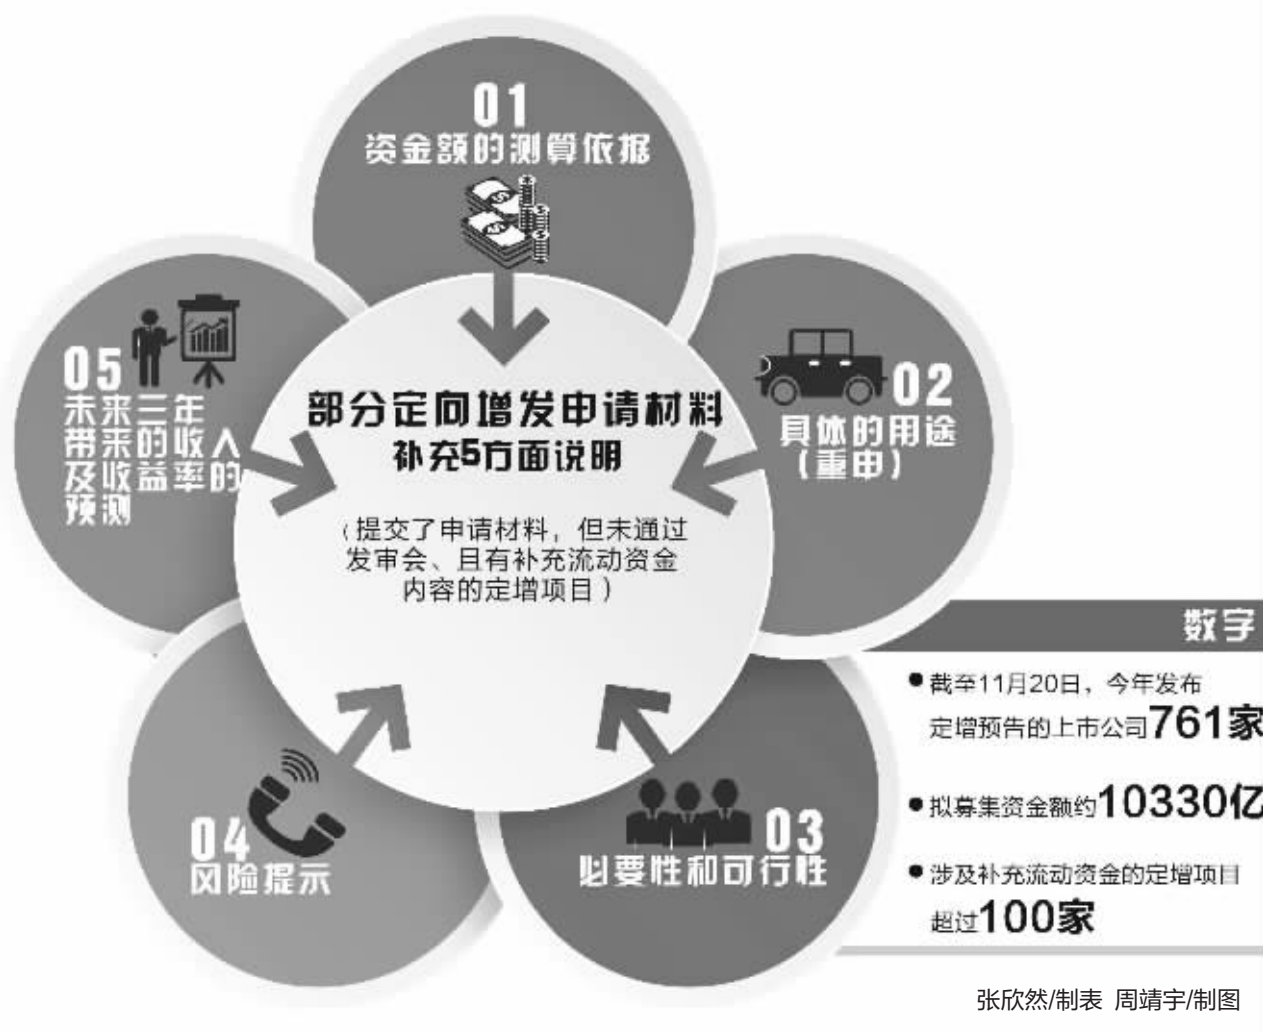 01
资金额的测算依据
02
具体的用途
（重申）
03
必要性和可行性
04
风险提示
05
未来三年
带来的收入
及收益率的
预测
部分定向增发申请材料
补充5方面说明
（提交了申请材料，但未通过
发审会、且有补充流动资金
内容的定增项目）
数字
●截至11月20日，今年发布
定增预告的上市公司761家
●拟募集资金额约10330亿
●涉及补充流动资金的定增项目
超过100家
张欣然/制表 周靖宇/制图